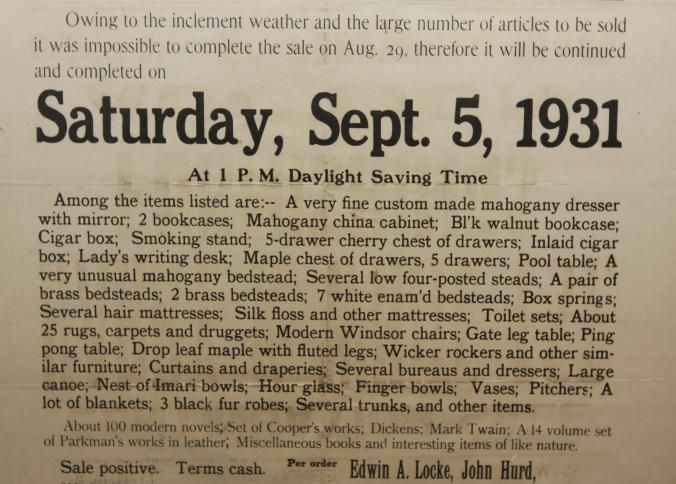 Owing to the inclement weather and the large number of articles to be sold
it was impossible to complete the sale on Aug. 29, therefore it will be continued
and completed on
Saturday, Sept. 5, 1931
At 1 P. M. Daylight Saving Time
Among the items listed are:-- A very fine custom made mahogany dresser
with mirror; 2 bookcases; Mahogany china cabinet; Bl'k walnut bookcase;
Cigar box; Smoking stand; 5-drawer cherry chest of drawers; Inlaid cigar
box; Lady's writing desk; Maple chest of drawers, 5 drawers; Pool table; A
very unusual mahogany bedstead; Several low four-posted steads; A pair of
brass bedsteads; 2 brass bedsteads; 7 white enam'd bedsteads; Box springs;
Several hair mattresses; Silk floss and other mattresses; Toilet sets; About
25 rugs, carpets and druggets; Modern Windsor chairs; Gate leg table; Ping
pong table; Drop leaf maple with fluted legs; Wicker rockers and other sim-
ilar furniture; Curtains and draperies; Several bureaus and dressers; Large
canoe; Nest of Imari bowls; Hour glass; Finger bowls; Vases; Pitchers; A
lot of blankets; 3 black fur robes; Several trunks, and other items.
About 100 modern novels; Set of Cooper's works; Dickens; Mark Twain; A 14 volume set
of Parkman's works in leather; Miscellaneous books and interesting items of like nature.
Sale positive. Terms cash. Per order Edwin A. Locke, John Hurd,